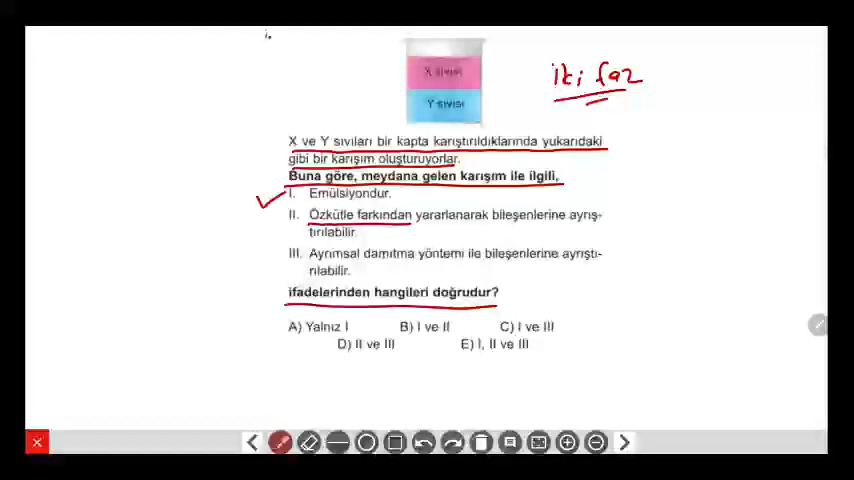 X sıvısı
iki faz
Y sıvısı
X ve Y sıvıları bir kapta karıştırıldıklarında yukarıdaki
gibi bir karışım oluşturuyorlar.
Buna göre, meydana gelen karışım ile ilgili,
I. Emülsiyondur.
II. Özkütle farkından yararlanarak bileşenlerine ayrış-
tırılabilir.
III. Ayrımsal damıtma yöntemi ile bileşenlerine ayrıştı-
rılabilir.
ifadelerinden hangileri doğrudur?
A) Yalnız I B) I ve II C) I ve III
D) II ve III E) I, II ve III